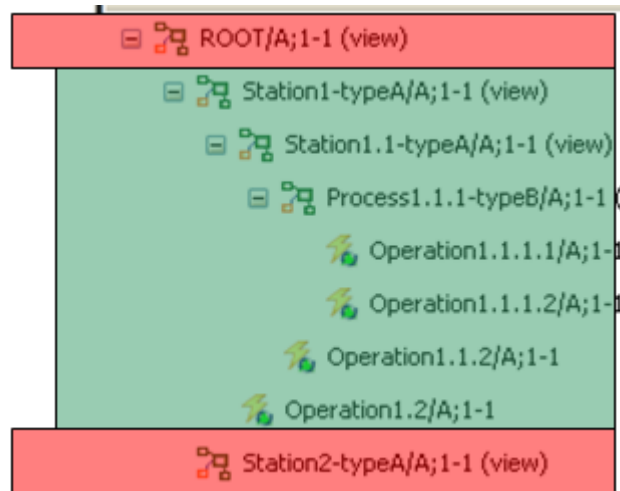 ROOT/A;1-1 (view)
Station1-typeA/A;1-1 (view)
Station1.1-typeA/A;1-1 (view)
Process1.1.1-typeB/A;1-1 (
Operation1.1.1.1/A;1-1
Operation1.1.1.2/A;1-1
Operation1.1.2/A;1-1
Operation1.2/A;1-1
Station2-typeA/A;1-1 (view)